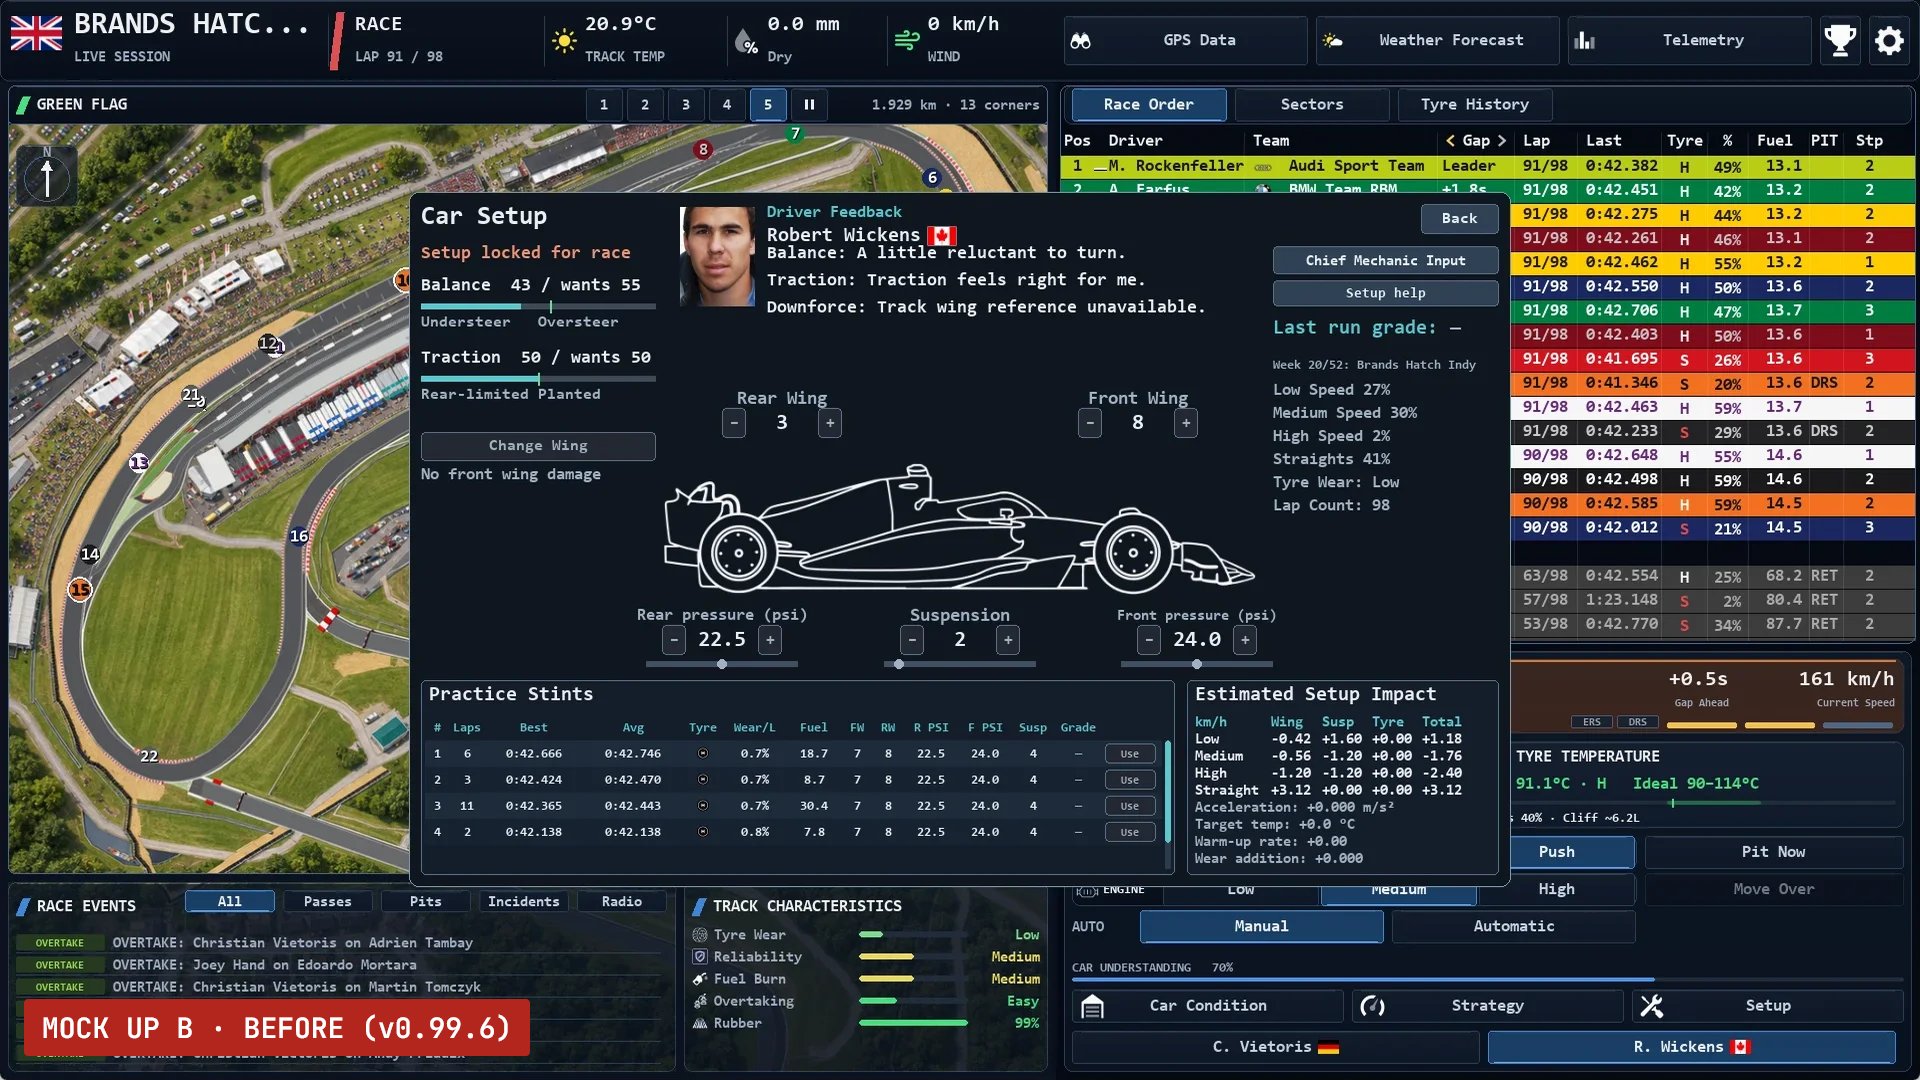 BRANDS HATC...
LIVE SESSION
RACE
LAP 91 / 98
20.9°C
TRACK TEMP
0.0 mm
Dry
0 km/h
WIND
GPS Data
Weather Forecast
Telemetry
GREEN FLAG
1 2 3 4 5
1.929 km · 13 corners
Race Order Sectors Tyre History
Pos Driver Team < Gap > Lap Last Tyre % Fuel PIT Stp
1 M. Rockenfeller Audi Sport Team Leader 91/98 0:42.382 H 49% 13.1 2
2 A. Farfus BMW Team RBM +1.8s 91/98 0:42.451 H 42% 13.2 2
91/98 0:42.275 H 44% 13.2 2
91/98 0:42.261 H 46% 13.1 2
91/98 0:42.462 H 55% 13.2 1
91/98 0:42.550 H 50% 13.6 2
91/98 0:42.706 H 47% 13.7 3
91/98 0:42.403 H 50% 13.6 1
91/98 0:41.695 S 26% 13.6 3
91/98 0:41.346 S 20% 13.6 DRS 2
91/98 0:42.463 H 59% 13.7 1
91/98 0:42.233 S 29% 13.6 DRS 2
90/98 0:42.648 H 55% 14.6 1
90/98 0:42.498 H 59% 14.6 2
90/98 0:42.585 H 59% 14.5 2
90/98 0:42.012 S 21% 14.5 3
63/98 0:42.554 H 25% 68.2 RET 2
57/98 1:23.148 S 2% 80.4 RET 2
53/98 0:42.770 S 34% 87.7 RET 2
N
7
8
6
12
21
13
14
15
16
22
Car Setup
Setup locked for race
Balance 43 / wants 55
Understeer Oversteer
Traction 50 / wants 50
Rear-limited Planted
Change Wing
No front wing damage
Driver Feedback
Robert Wickens
Balance: A little reluctant to turn.
Traction: Traction feels right for me.
Downforce: Track wing reference unavailable.
Back
Chief Mechanic Input
Setup help
Last run grade: —
Week 20/52: Brands Hatch Indy
Low Speed 27%
Medium Speed 30%
High Speed 2%
Straights 41%
Tyre Wear: Low
Lap Count: 98
Rear Wing
- 3 +
Front Wing
- 8 +
Rear pressure (psi)
- 22.5 +
Suspension
- 2 +
Front pressure (psi)
- 24.0 +
Practice Stints
# Laps Best Avg Tyre Wear/L Fuel FW RW R PSI F PSI Susp Grade
1 6 0:42.666 0:42.746 0.7% 18.7 7 8 22.5 24.0 4 — Use
2 3 0:42.424 0:42.470 0.7% 8.7 7 8 22.5 24.0 4 — Use
3 11 0:42.365 0:42.443 0.7% 30.4 7 8 22.5 24.0 4 — Use
4 2 0:42.138 0:42.138 0.8% 7.8 7 8 22.5 24.0 4 — Use
Estimated Setup Impact
km/h Wing Susp Tyre Total
Low -0.42 +1.60 +0.00 +1.18
Medium -0.56 -1.20 +0.00 -1.76
High -1.20 -1.20 +0.00 -2.40
Straight +3.12 +0.00 +0.00 +3.12
Acceleration: +0.000 m/s²
Target temp: +0.0 °C
Warm-up rate: +0.00
Wear addition: +0.000
+0.5s
Gap Ahead
161 km/h
Current Speed
ERS DRS
TYRE TEMPERATURE
91.1°C · H Ideal 90–114°C
40% · Cliff ~6.2L
Push
Pit Now
ENGINE Low Medium High
Move Over
AUTO Manual Automatic
CAR UNDERSTANDING 70%
Car Condition
Strategy
Setup
C. Vietoris
R. Wickens
RACE EVENTS
All Passes Pits Incidents Radio
OVERTAKE OVERTAKE: Christian Vietoris on Adrien Tambay
OVERTAKE OVERTAKE: Joey Hand on Edoardo Mortara
OVERTAKE OVERTAKE: Christian Vietoris on Martin Tomczyk
MOCK UP B · BEFORE (v0.99.6)
TRACK CHARACTERISTICS
Tyre Wear Low
Reliability Medium
Fuel Burn Medium
Overtaking Easy
Rubber 99%